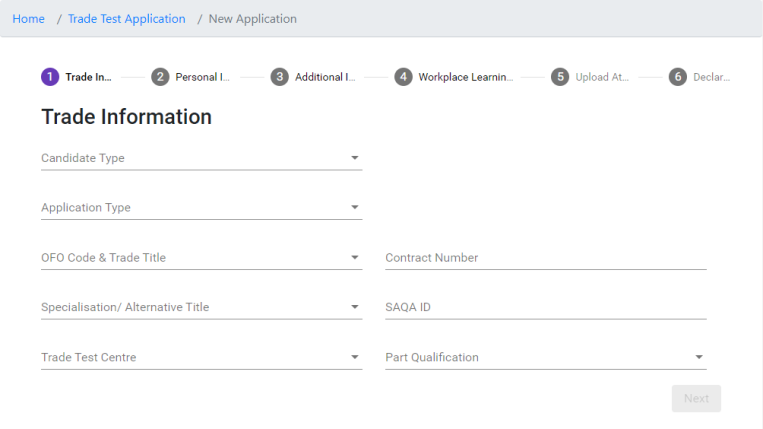 Home / Trade Test Application / New Application
1 Trade In... 2 Personal I... 3 Additional I... 4 Workplace Learnin... 5 Upload At... 6 Declar...
Trade Information
Candidate Type
Application Type
OFO Code & Trade Title Contract Number
Specialisation/ Alternative Title SAQA ID
Trade Test Centre Part Qualification
Next